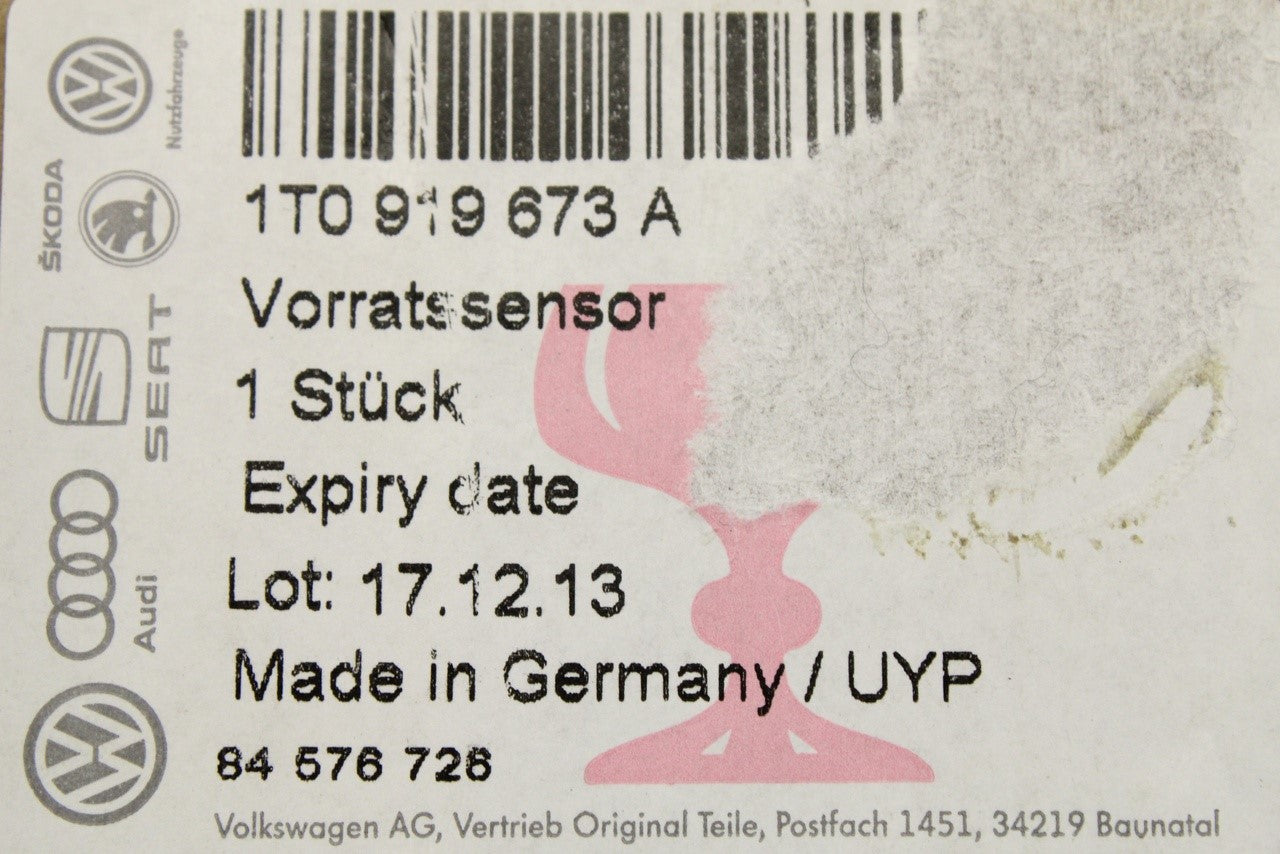 1T0 919 673 A
Vorratssensor
1 Stück
Expiry date
Lot: 17.12.13
Made in Germany / UYP
84 576 726
Volkswagen AG, Vertrieb Original Teile, Postfach 1451, 34219 Baunatal
Nutzfahrzeuge
ŠKODA
SEAT
Audi